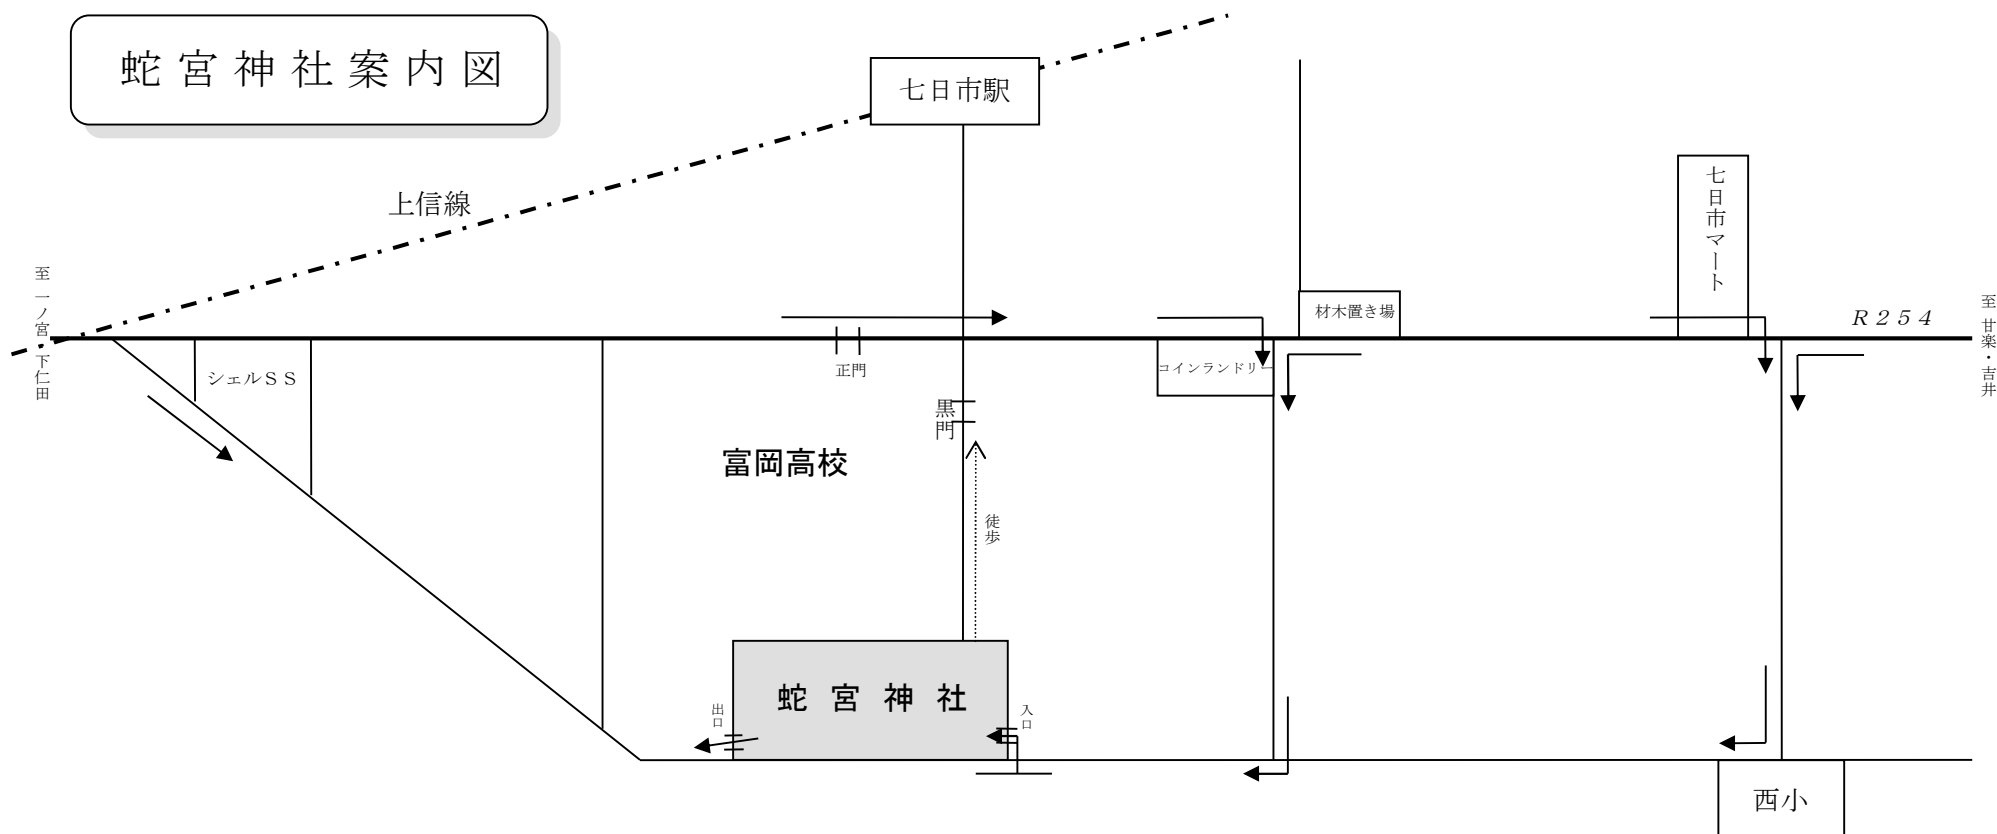 蛇宮神社案内図
七日市駅
上信線
七日市マート
至 一ノ宮 下仁田
材木置き場
R254
至 甘楽・吉井
シェルSS
正門
コインランドリー
黒門
富岡高校
徒歩
蛇宮神社
出口
入口
西小